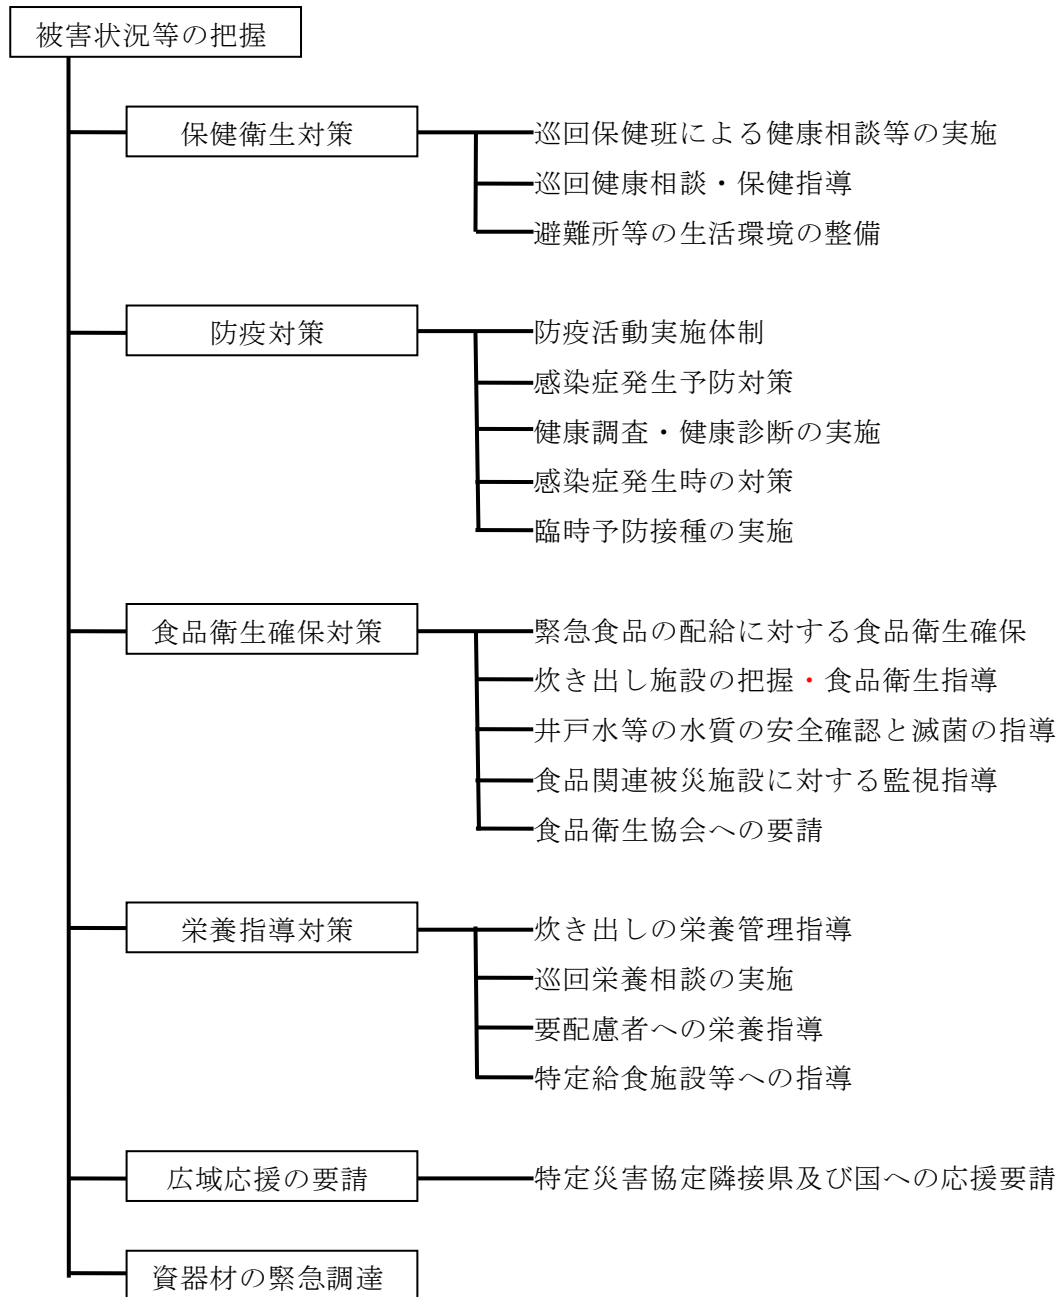 被害状況等の把握
保健衛生対策
巡回保健班による健康相談等の実施
巡回健康相談・保健指導
避難所等の生活環境の整備
防疫対策
防疫活動実施体制
感染症発生予防対策
健康調査・健康診断の実施
感染症発生時の対策
臨時予防接種の実施
食品衛生確保対策
緊急食品の配給に対する食品衛生確保
炊き出し施設の把握・食品衛生指導
井戸水等の水質の安全確認と滅菌の指導
食品関連被災施設に対する監視指導
食品衛生協会への要請
栄養指導対策
炊き出しの栄養管理指導
巡回栄養相談の実施
要配慮者への栄養指導
特定給食施設等への指導
広域応援の要請
特定災害協定隣接県及び国への応援要請
資器材の緊急調達